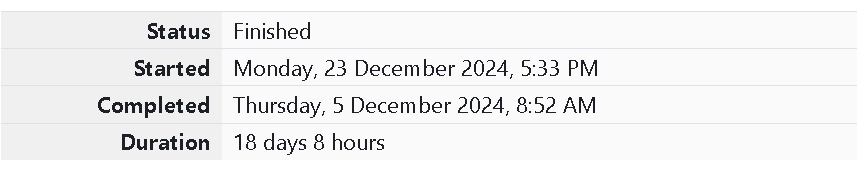 Status Finished
Started Monday, 23 December 2024, 5:33 PM
Completed Thursday, 5 December 2024, 8:52 AM
Duration 18 days 8 hours